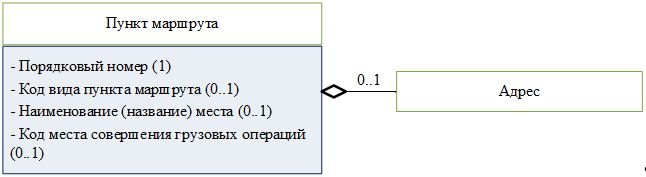 Пункт маршрута
- Порядковый номер (1)
- Код вида пункта маршрута (0..1)
- Наименование (название) места (0..1)
- Код места совершения грузовых операций
(0..1)
0..1
Адрес